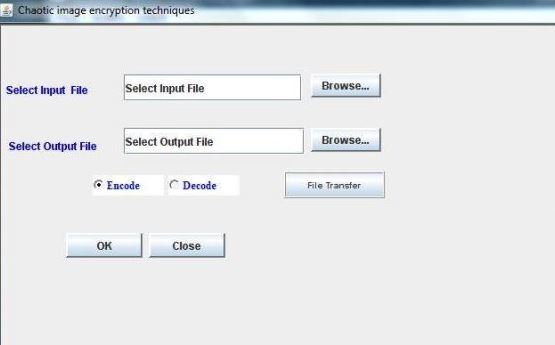 Chaotic image encryption techniques
Select Input File Select Input File Browse...
Select Output File Select Output File Browse...
Encode Decode File Transfer
OK Close